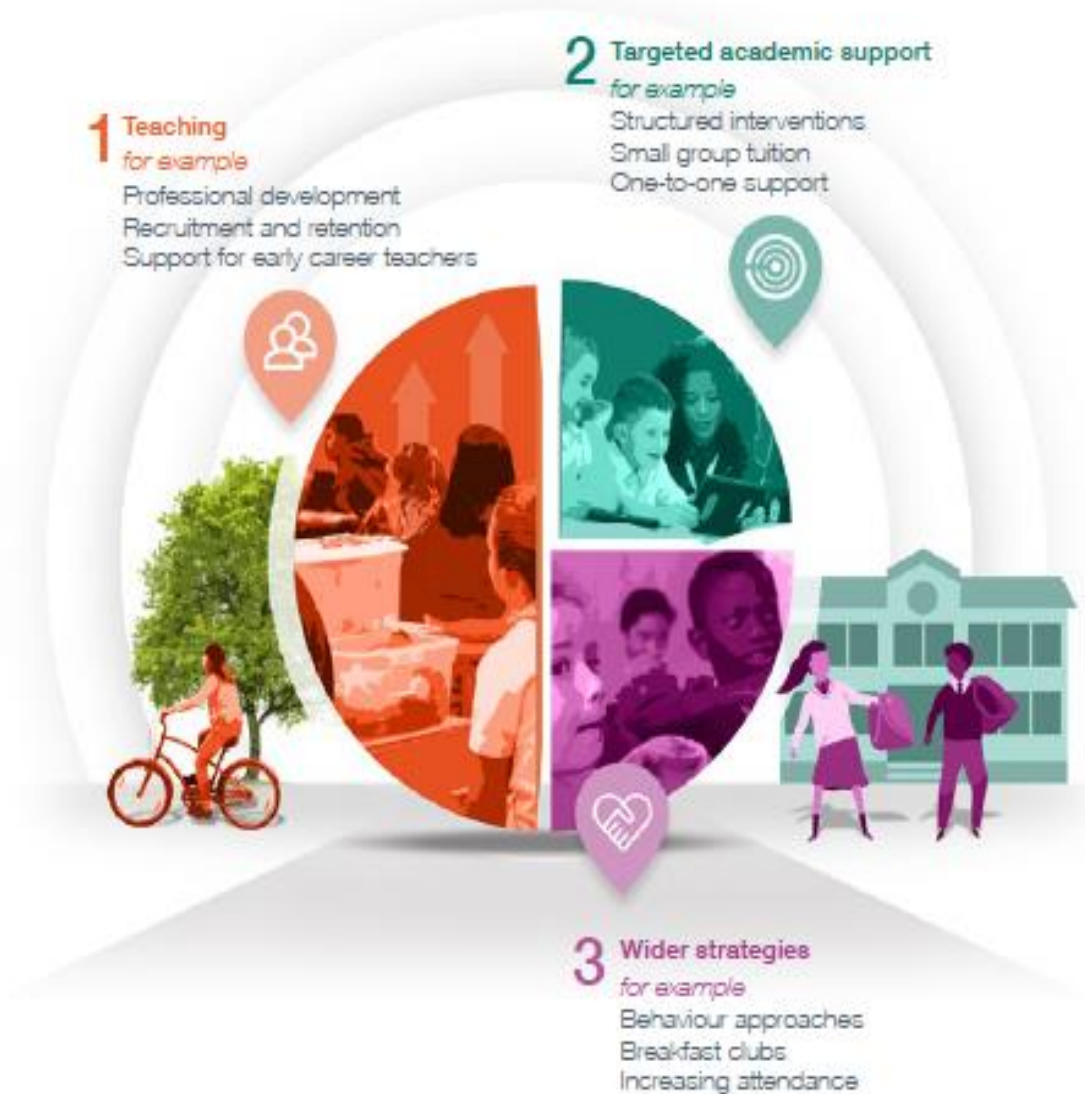 1 Teaching
for example
Professional development
Recruitment and retention
Support for early career teachers
2 Targeted academic support
for example
Structured interventions
Small group tuition
One-to-one support
3 Wider strategies
for example
Behaviour approaches
Breakfast clubs
Increasing attendance